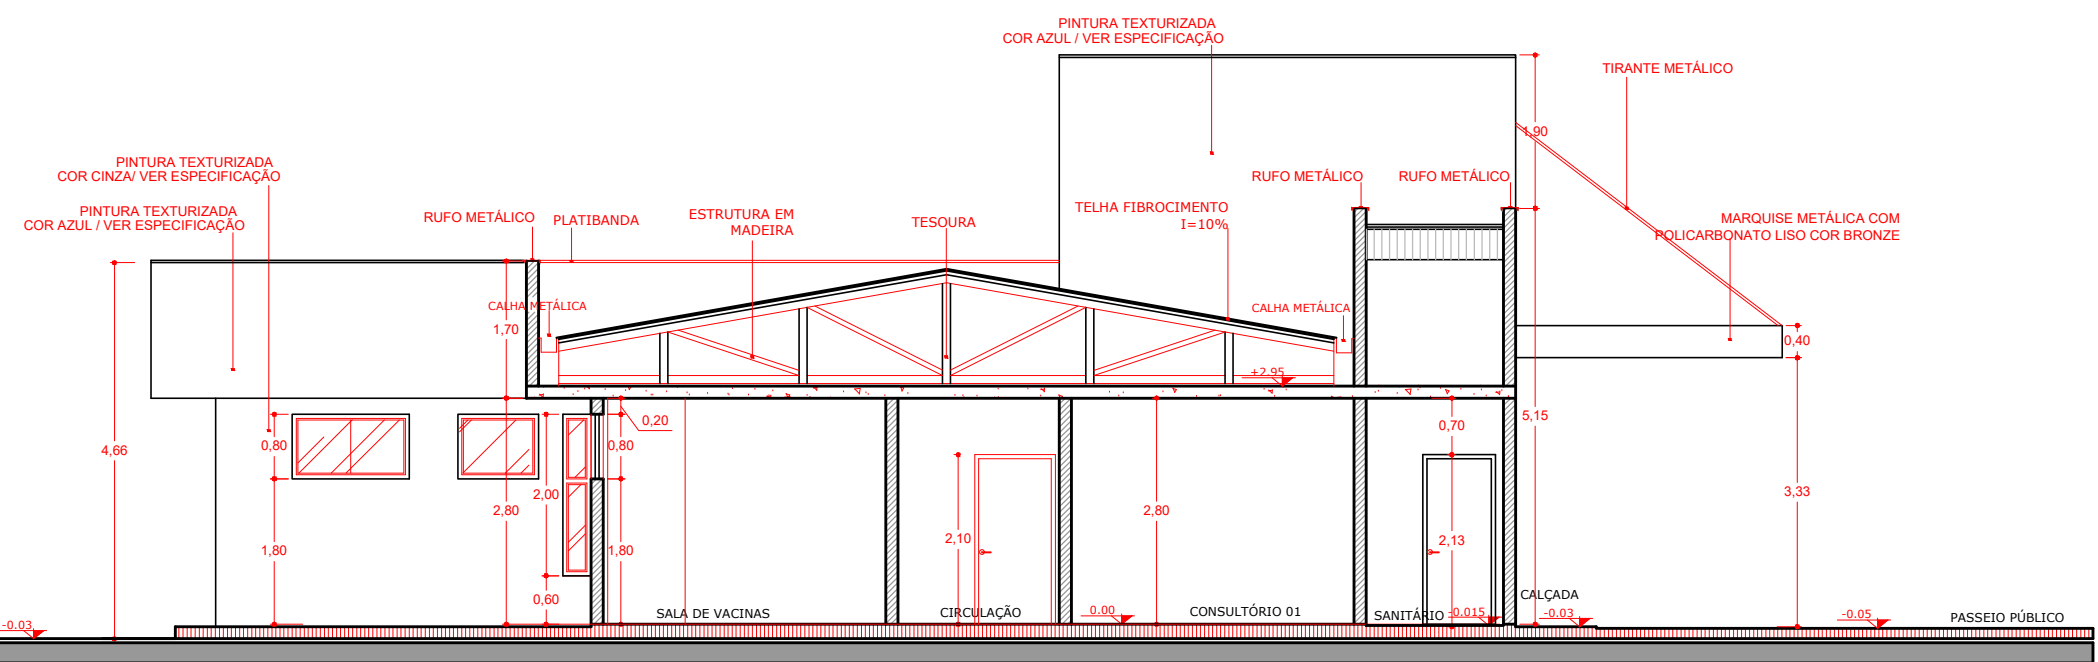 PINTURA TEXTURIZADA
COR AZUL / VER ESPECIFICAÇÃO
TIRANTE METÁLICO
1,90
PINTURA TEXTURIZADA
COR CINZA/ VER ESPECIFICAÇÃO
RUFO METÁLICO
RUFO METÁLICO
PINTURA TEXTURIZADA
COR AZUL / VER ESPECIFICAÇÃO
RUFO METÁLICO
PLATIBANDA
ESTRUTURA EM
MADEIRA
TESOURA
TELHA FIBROCIMENTO
I=10%
MARQUISE METÁLICA COM
POLICARBONATO LISO COR BRONZE
CALHA METÁLICA
CALHA METÁLICA
1,70
0,40
+2.95
4,66
0,80
0,80
0,20
0,70
5,15
2,00
2,80
2,80
3,33
1,80
1,80
2,10
2,13
0,60
SALA DE VACINAS
CIRCULAÇÃO
0.00
CONSULTÓRIO 01
SANITÁRIO
-0.015
CALÇADA
-0.03
-0.05
PASSEIO PÚBLICO
-0.03